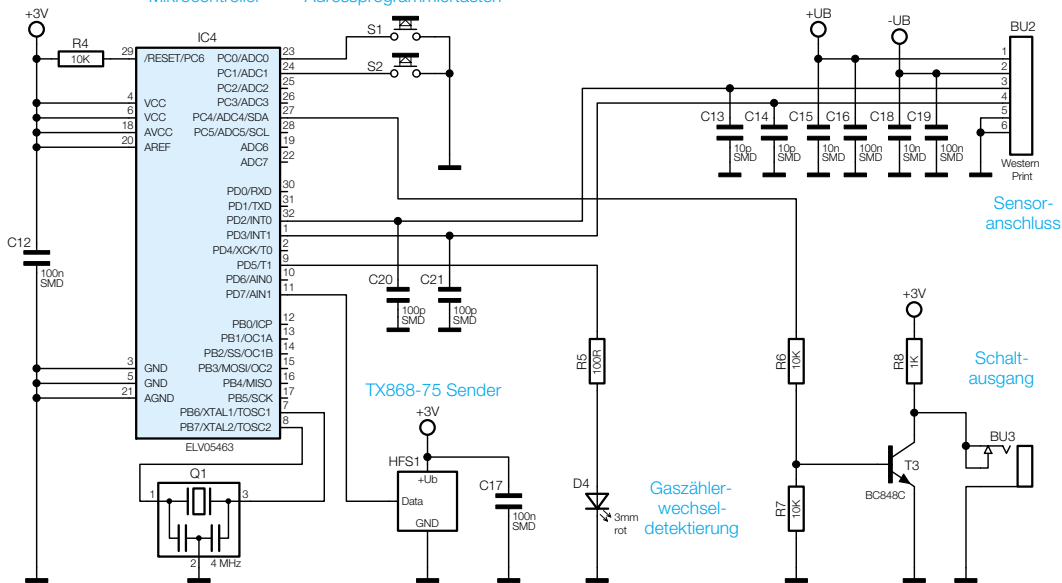 Mikrocontroller
Adressprogrammiertasten
+3V
R4
10K
IC4
29
/RESET/PC6
4
VCC
6
VCC
18
AVCC
20
AREF
3
GND
5
GND
21
AGND
PC0/ADC0
23
PC1/ADC1
24
PC2/ADC2
25
PC3/ADC3
26
PC4/ADC4/SDA
27
PC5/ADC5/SCL
28
ADC6
19
ADC7
22
PD0/RXD
30
PD1/TXD
31
PD2/INT0
32
PD3/INT1
1
PD4/XCK/T0
2
PD5/T1
9
PD6/AIN0
10
PD7/AIN1
11
PB0/ICP
12
PB1/OC1A
13
PB2/SS/OC1B
14
PB3/MOSI/OC2
15
PB4/MISO
16
PB5/SCK
17
PB6/XTAL1/TOSC1
7
PB7/XTAL2/TOSC2
8
ELV05463
C12
100n
SMD
S1
S2
Q1
1
3
2
4 MHz
C20
100p
SMD
C21
100p
SMD
TX868-75 Sender
+3V
HFS1
+Ub
Data
GND
C17
100n
SMD
R5
100R
D4
3mm
rot
Gaszähler-
wechsel-
detektierung
+UB
-UB
BU2
1
2
3
4
5
6
Western
Print
C13
10p
SMD
C14
10p
SMD
C15
10n
SMD
C16
100n
SMD
C18
10n
SMD
C19
100n
SMD
Sensor-
anschluss
R6
10K
R7
10K
+3V
R8
1K
T3
BC848C
Schalt-
ausgang
BU3